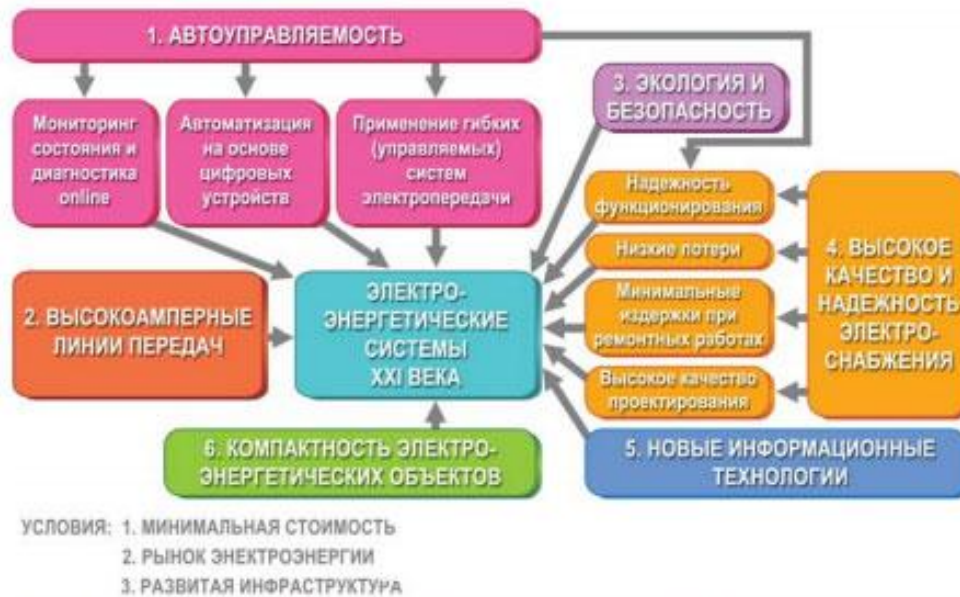 1. АВТОУПРАВЛЯЕМОСТЬ
Мониторинг
состояния и
диагностика
online
Автоматизация
на основе
цифровых
устройств
Применение гибких
(управляемых)
систем
электропередачи
3. ЭКОЛОГИЯ И
БЕЗОПАСНОСТЬ
Надежность
функционирования
Низкие потери
Минимальные
издержки при
ремонтных работах
Высокое качество
проектирования
4. ВЫСОКОЕ
КАЧЕСТВО И
НАДЕЖНОСТЬ
ЭЛЕКТРО-
СНАБЖЕНИЯ
2. ВЫСОКОАМПЕРНЫЕ
ЛИНИИ ПЕРЕДАЧ
ЭЛЕКТРО-
ЭНЕРГЕТИЧЕСКИЕ
СИСТЕМЫ
XXI ВЕКА
6. КОМПАКТНОСТЬ ЭЛЕКТРО-
ЭНЕРГЕТИЧЕСКИХ ОБЪЕКТОВ
5. НОВЫЕ ИНФОРМАЦИОННЫЕ
ТЕХНОЛОГИИ
УСЛОВИЯ: 1. МИНИМАЛЬНАЯ СТОИМОСТЬ
2. РЫНОК ЭНЕКТРОЭНЕРГИИ
3. РАЗВИТАЯ ИНФРАСТРУКТУРА